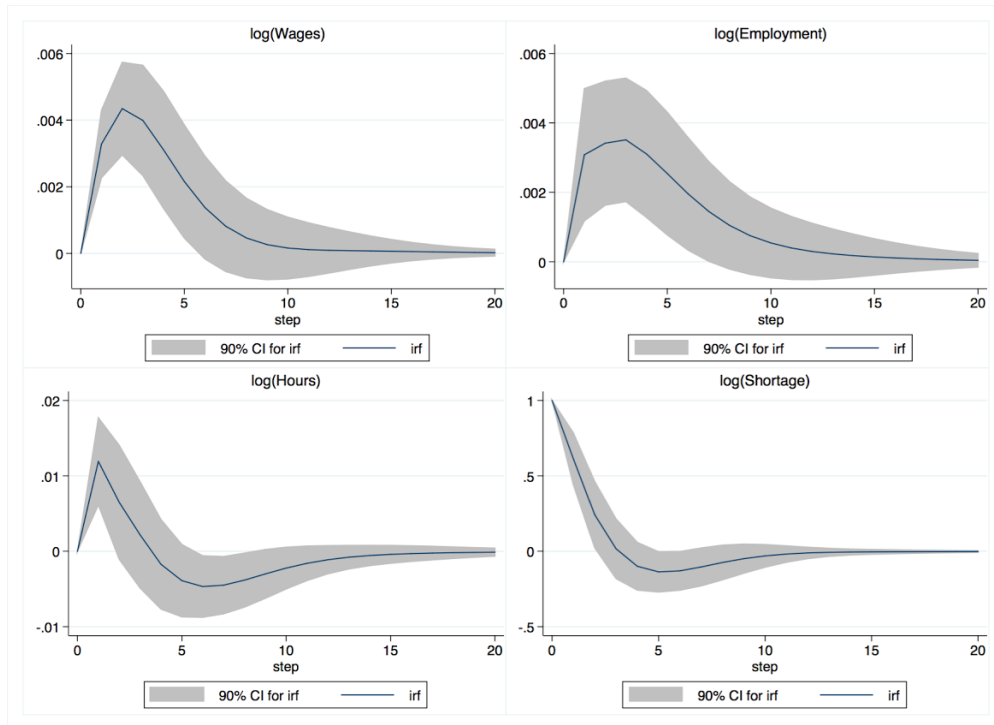 log(Wages)
.006
.004
.002
0
0 5 10 15 20
step
90% CI for irf irf
log(Employment)
.006
.004
.002
0
0 5 10 15 20
step
90% CI for irf irf
log(Hours)
.02
.01
0
-.01
0 5 10 15 20
step
90% CI for irf irf
log(Shortage)
1
.5
0
-.5
0 5 10 15 20
step
90% CI for irf irf